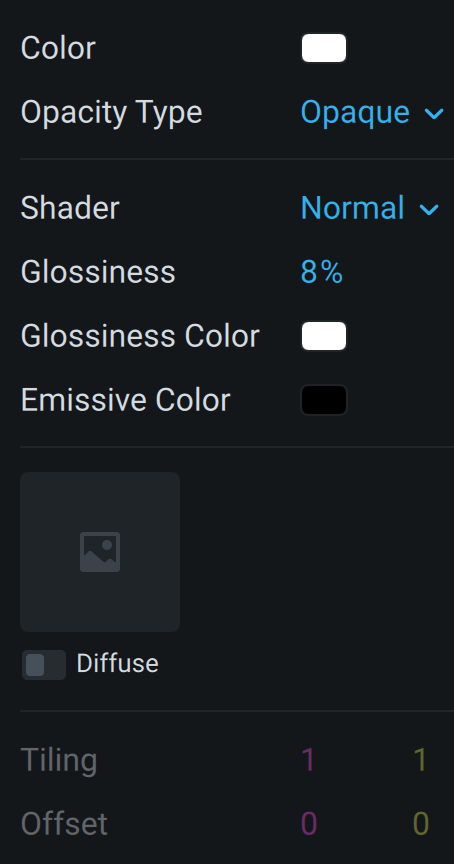 Color
Opacity Type Opaque
Shader Normal
Glossiness 8%
Glossiness Color
Emissive Color
Diffuse
Tiling 1 1
Offset 0 0